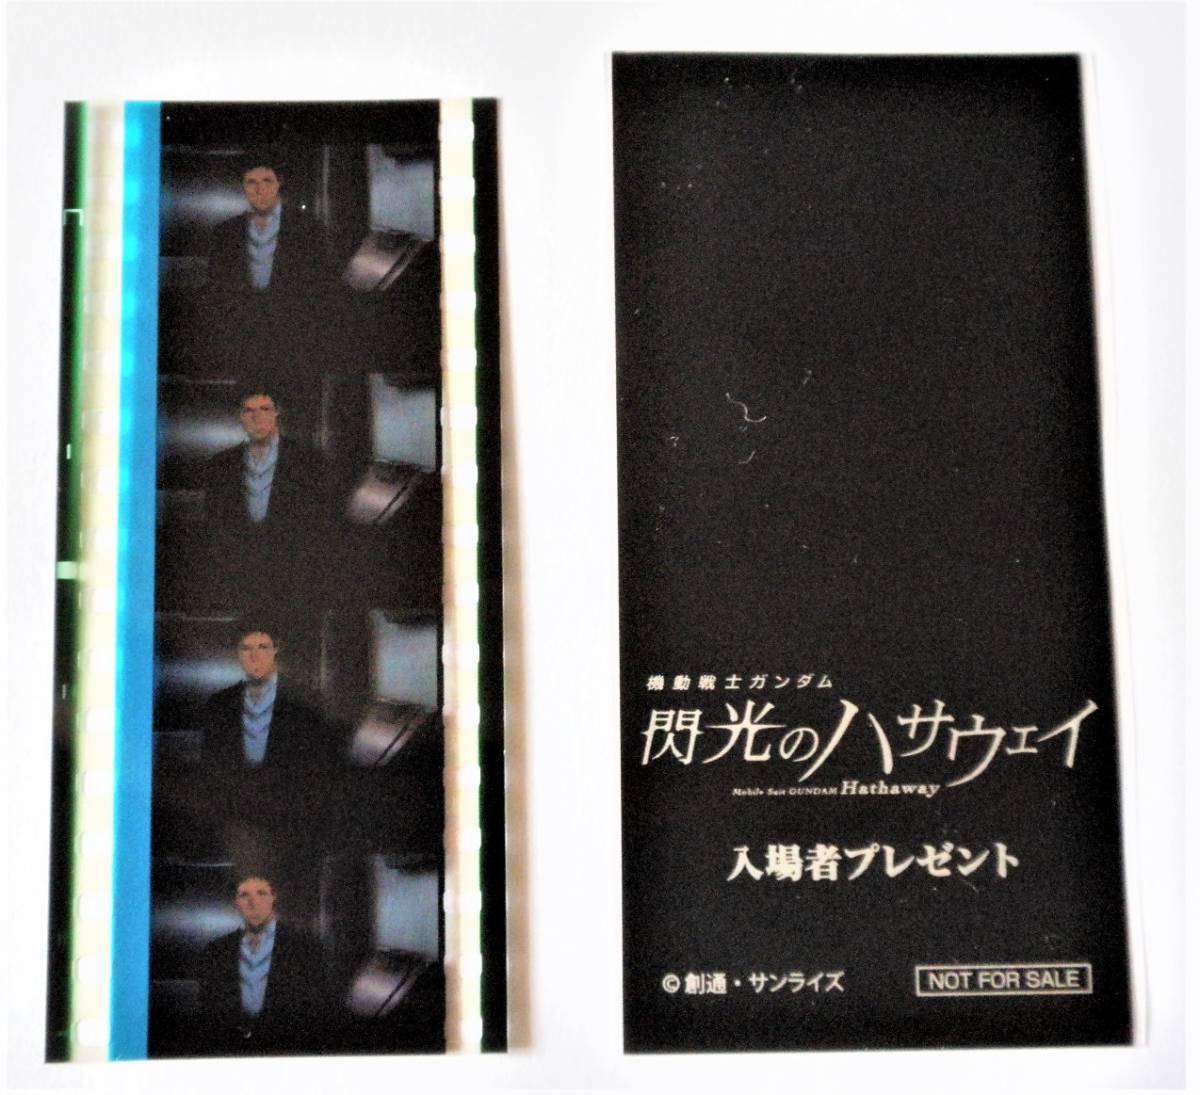 機動戦士ガンダム
閃光のハサウェイ
Mobile Suit GUNDAM Hathaway
入場者プレゼント
©創通・サンライズ
NOT FOR SALE